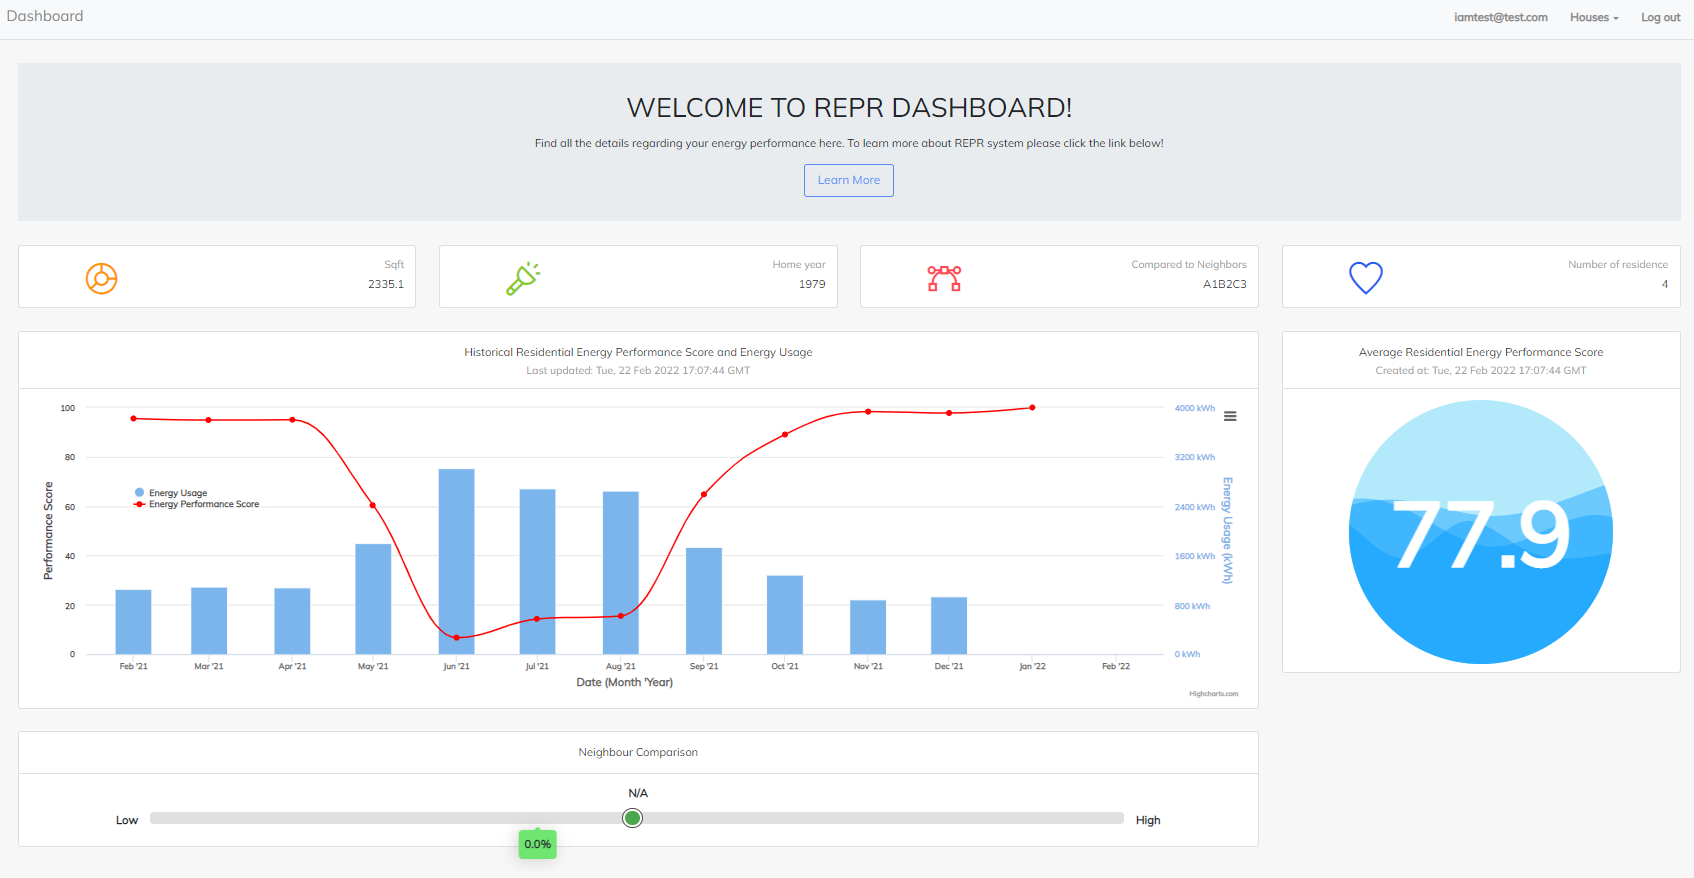 Dashboard
iamtest@test.com Houses Log out
WELCOME TO REPR DASHBOARD!
Find all the details regarding your energy performance here. To learn more about REPR system please click the link below!
Learn More
Sqft
2335.1
Home year
1979
Compared to Neighbors
A1B2C3
Number of residence
4
Historical Residential Energy Performance Score and Energy Usage
Last updated: Tue, 22 Feb 2022 17:07:44 GMT
Performance Score
100
80
60
40
20
0
Energy Usage
Energy Performance Score
4000 kWh
3200 kWh
2400 kWh
1600 kWh
800 kWh
0 kWh
Energy Usage (kWh)
Feb '21 Mar '21 Apr '21 May '21 Jun '21 Jul '21 Aug '21 Sep '21 Oct '21 Nov '21 Dec '21 Jan '22 Feb '22
Date (Month 'Year)
Highcharts.com
Average Residential Energy Performance Score
Created at: Tue, 22 Feb 2022 17:07:44 GMT
77.9
Neighbour Comparison
N/A
Low High
0.0%